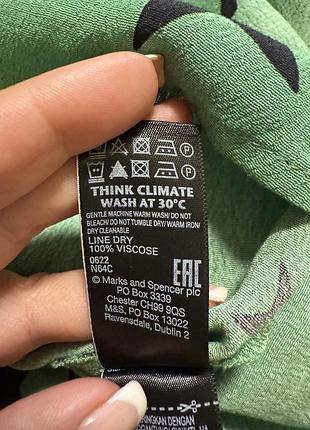 THINK CLIMATE
WASH AT 30°C
GENTLE MACHINE WARM WASH/DO NOT
BLEACH/DO NOT TUMBLE DRY/WARM IRON/
DRY CLEANABLE
LINE DRY
100% VISCOSE
0622
N64C
EAC
© Marks and Spencer plc
PO Box 3339
Chester CH99 9QS
M&S, PO Box 13022
Ravensdale, Dublin 2
DENGAN